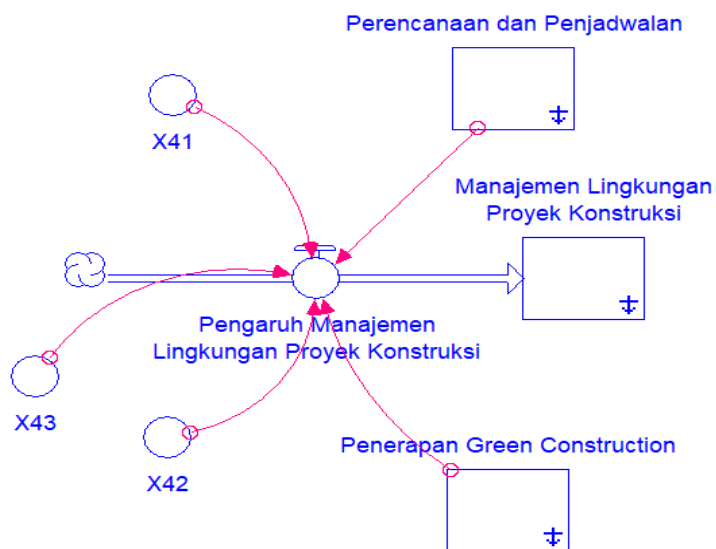 Perencanaan dan Penjadwalan
X41
Manajemen Lingkungan
Proyek Konstruksi
Pengaruh Manajemen
Lingkungan Proyek Konstruksi
X43
X42
Penerapan Green Construction